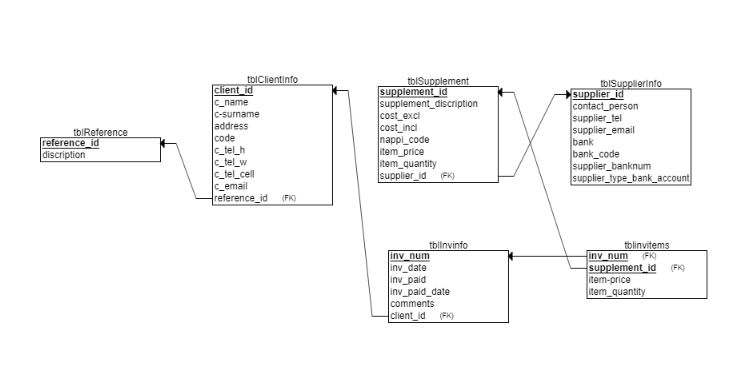 tblClientInfo
client_id
c_name
c-surname
address
code
c_tel_h
c_tel_w
c_tel_cell
c_email
reference_id (FK)
tblSupplement
supplement_id
supplement_discription
cost_excl
cost_incl
nappi_code
item_price
item_quantity
supplier_id (FK)
tblSupplierInfo
supplier_id
contact_person
supplier_tel
supplier_email
bank
bank_code
supplier_banknum
supplier_type_bank_account
tblReference
reference_id
discription
tblInvinfo
inv_num
inv_date
inv_paid
inv_paid_date
comments
client_id (FK)
tblinvitems
inv_num (FK)
supplement_id (FK)
item-price
item_quantity